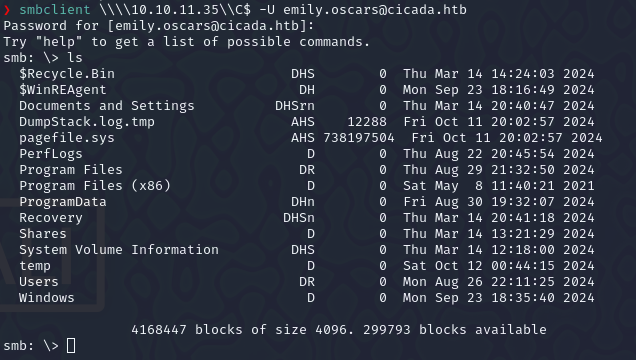 ❯ smbclient \\\\10.10.11.35\\C$ -U emily.oscars@cicada.htb
Password for [emily.oscars@cicada.htb]:
Try "help" to get a list of possible commands.
smb: \> ls
  $Recycle.Bin                      DHS        0  Thu Mar 14 14:24:03 2024
  $WinREAgent                        DH        0  Mon Sep 23 18:16:49 2024
  Documents and Settings          DHSrn        0  Thu Mar 14 20:40:47 2024
  DumpStack.log.tmp                 AHS    12288  Fri Oct 11 20:02:57 2024
  pagefile.sys                      AHS 738197504  Fri Oct 11 20:02:57 2024
  PerfLogs                            D        0  Thu Aug 22 20:45:54 2024
  Program Files                      DR        0  Thu Aug 29 21:32:50 2024
  Program Files (x86)                 D        0  Sat May  8 11:40:21 2021
  ProgramData                       DHn        0  Fri Aug 30 19:32:07 2024
  Recovery                         DHSn        0  Thu Mar 14 20:41:18 2024
  Shares                              D        0  Thu Mar 14 13:21:29 2024
  System Volume Information         DHS        0  Thu Mar 14 12:18:00 2024
  temp                                D        0  Sat Oct 12 00:44:15 2024
  Users                              DR        0  Mon Aug 26 22:11:25 2024
  Windows                             D        0  Mon Sep 23 18:35:40 2024
                4168447 blocks of size 4096. 299793 blocks available
smb: \>